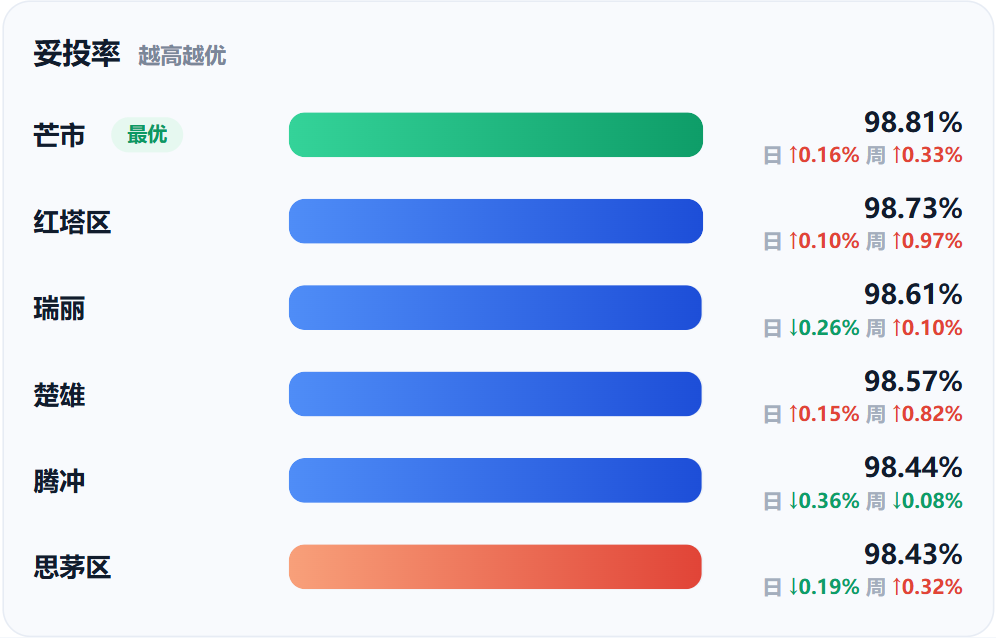 妥投率 越高越优
芒市 最优 98.81%
日 ↑0.16% 周 ↑0.33%
红塔区 98.73%
日 ↑0.10% 周 ↑0.97%
瑞丽 98.61%
日 ↓0.26% 周 ↑0.10%
楚雄 98.57%
日 ↑0.15% 周 ↑0.82%
腾冲 98.44%
日 ↓0.36% 周 ↓0.08%
思茅区 98.43%
日 ↓0.19% 周 ↑0.32%